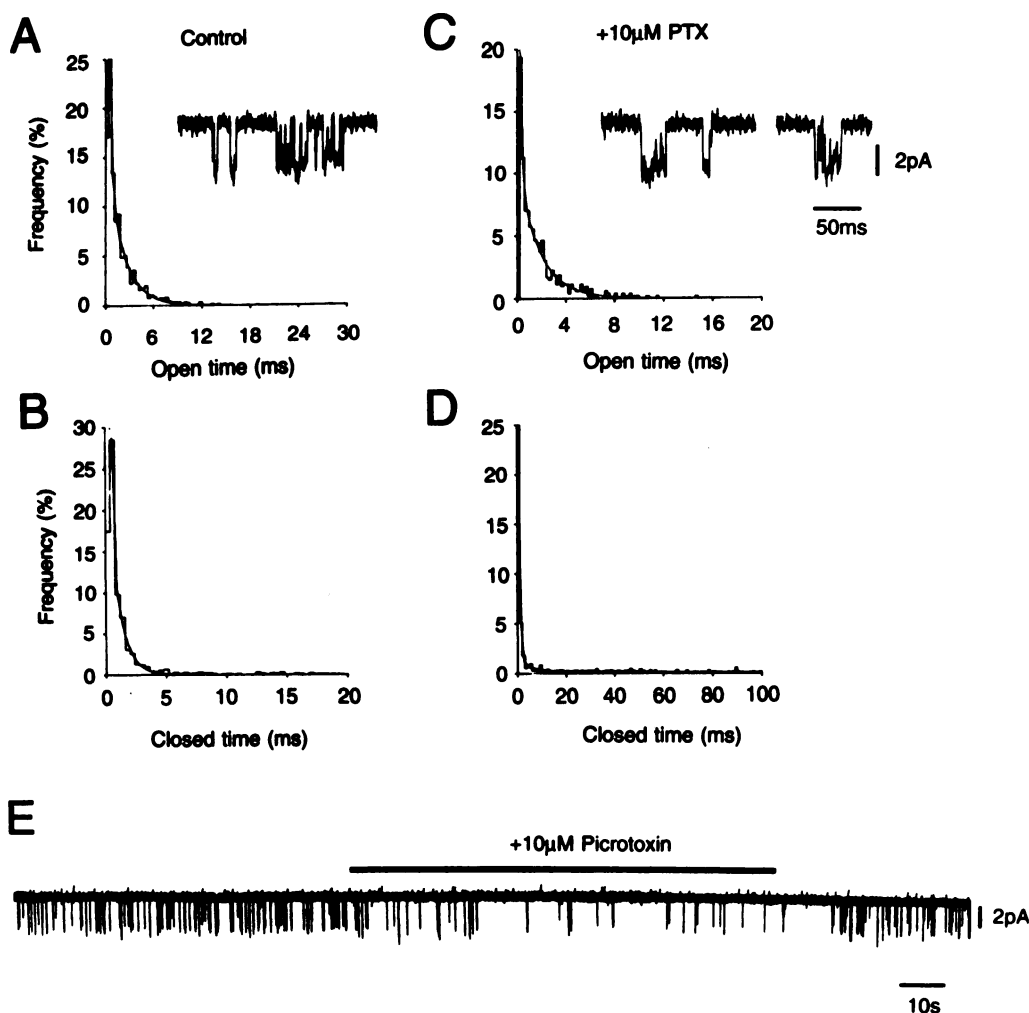 A
Control
25
20
15
10
5
0
Frequency (%)
0 6 12 18 24 30
Open time (ms)
C
+10μM PTX
20
15
10
5
0
2pA
50ms
0 4 8 12 16 20
Open time (ms)
B
30
25
20
15
10
5
0
Frequency (%)
0 5 10 15 20
Closed time (ms)
D
25
20
15
10
5
0
0 20 40 60 80 100
Closed time (ms)
E
+10μM Picrotoxin
2pA
10s